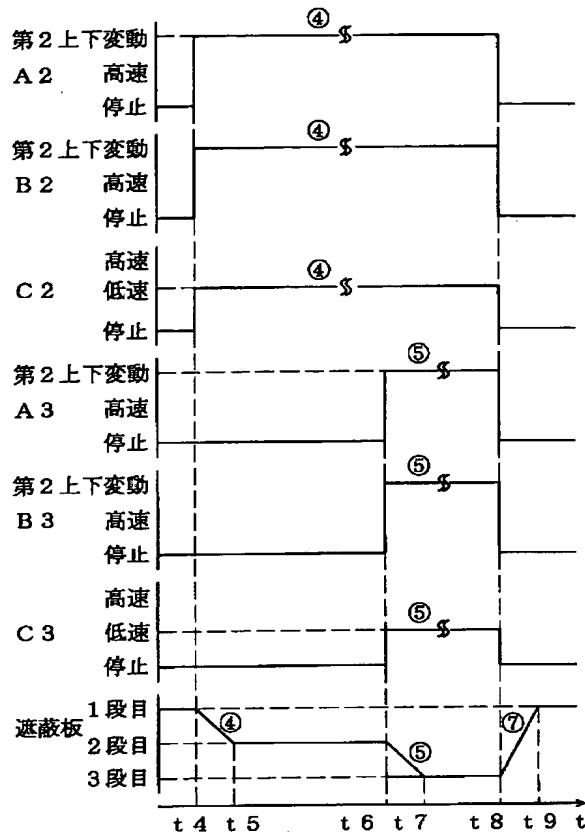 ④
第2上下変動
A2 高速
停止
④
第2上下変動
B2 高速
停止
高速
④
C2 低速
停止
⑤
第2上下変動
A3 高速
停止
⑤
第2上下変動
B3 高速
停止
高速
⑤
C3 低速
停止
1段目
④
⑦
遮蔽板
2段目
⑤
3段目
t4 t5 t6 t7 t8 t9 t